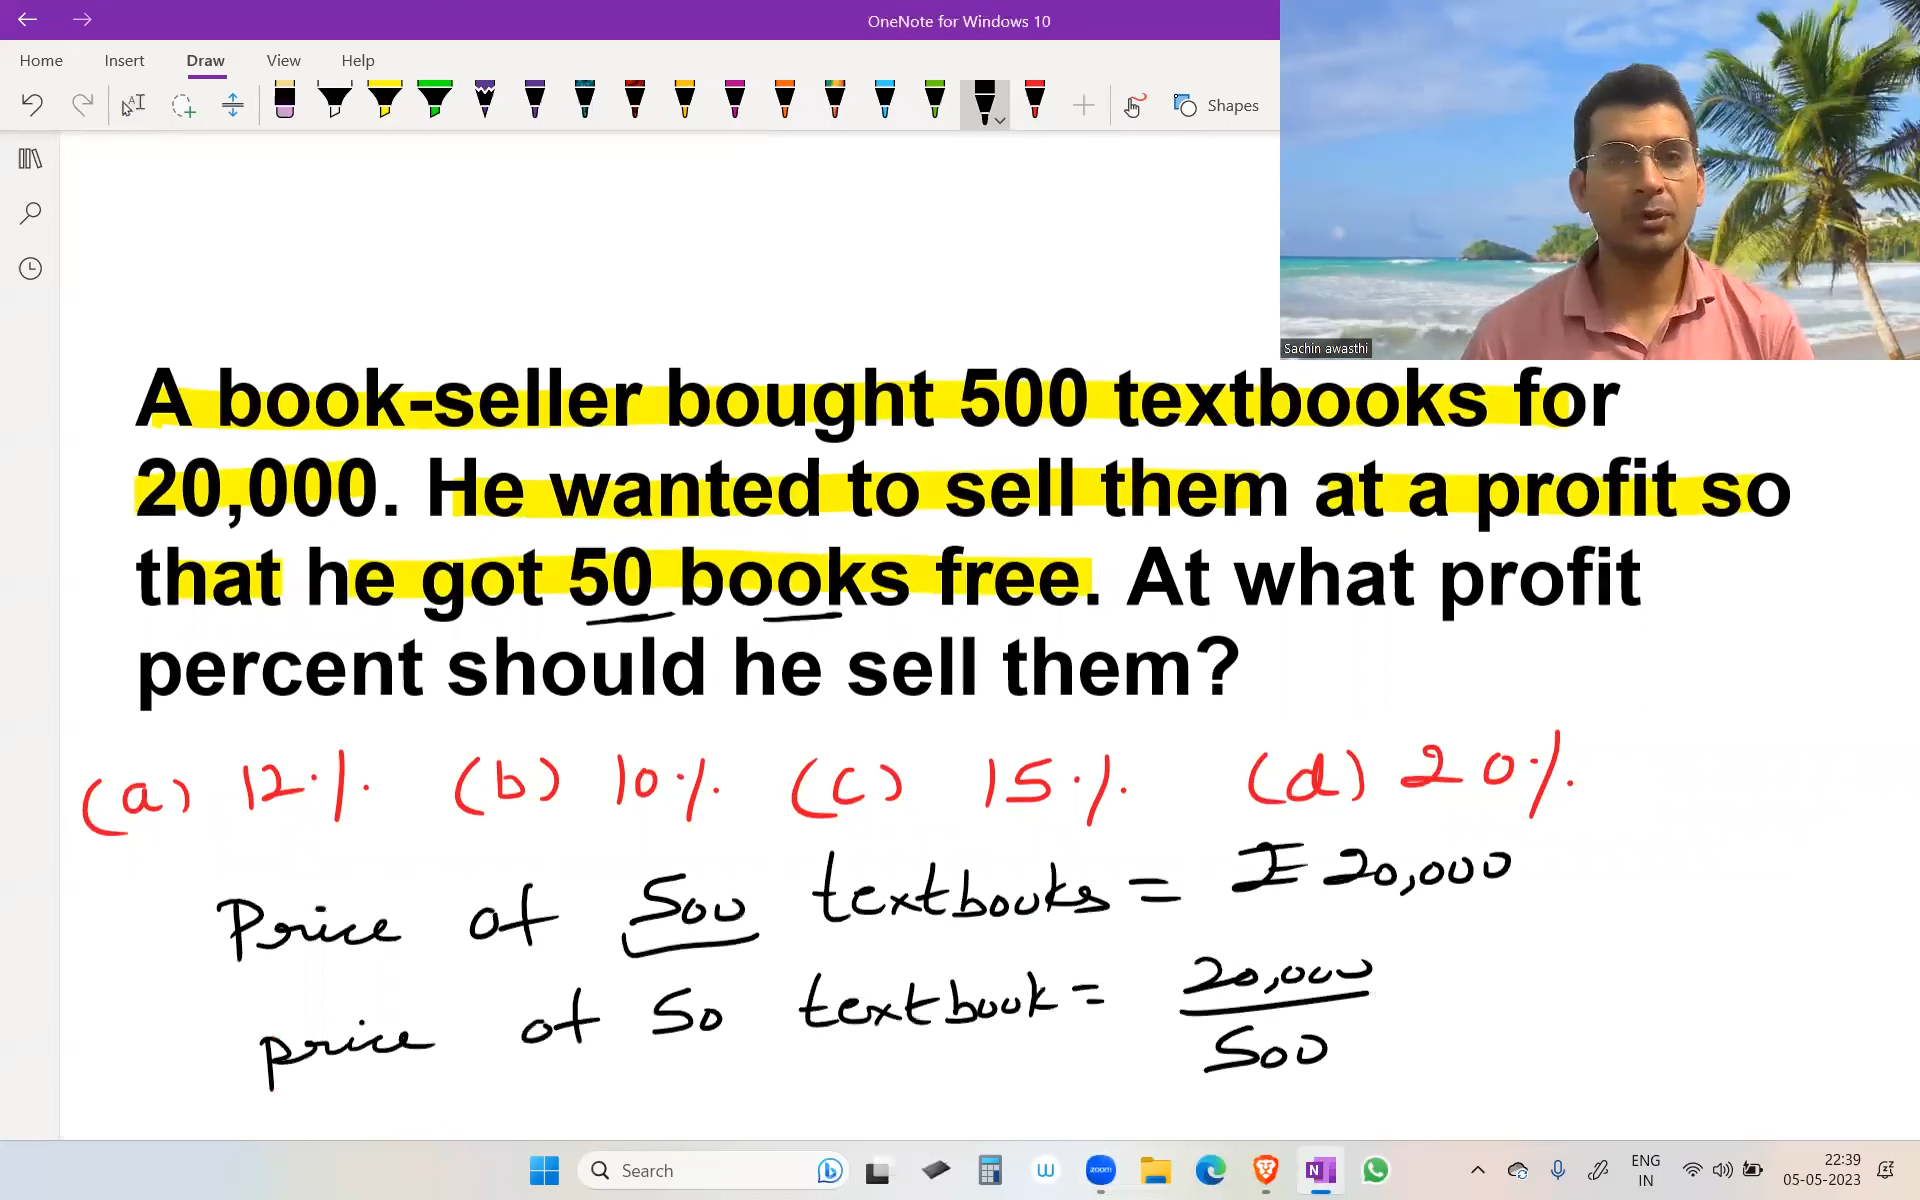 OneNote for Windows 10
Home Insert Draw View Help
Shapes
Sachin awasthi
A book-seller bought 500 textbooks for
20,000. He wanted to sell them at a profit so
that he got 50 books free. At what profit
percent should he sell them?
(a) 12% (b) 10% (c) 15% (d) 20%
Price of 500 textbooks = ₹ 20,000
price of 50 textbook = 20,000
500
Search
zoom
ENG
IN
22:39
05-05-2023